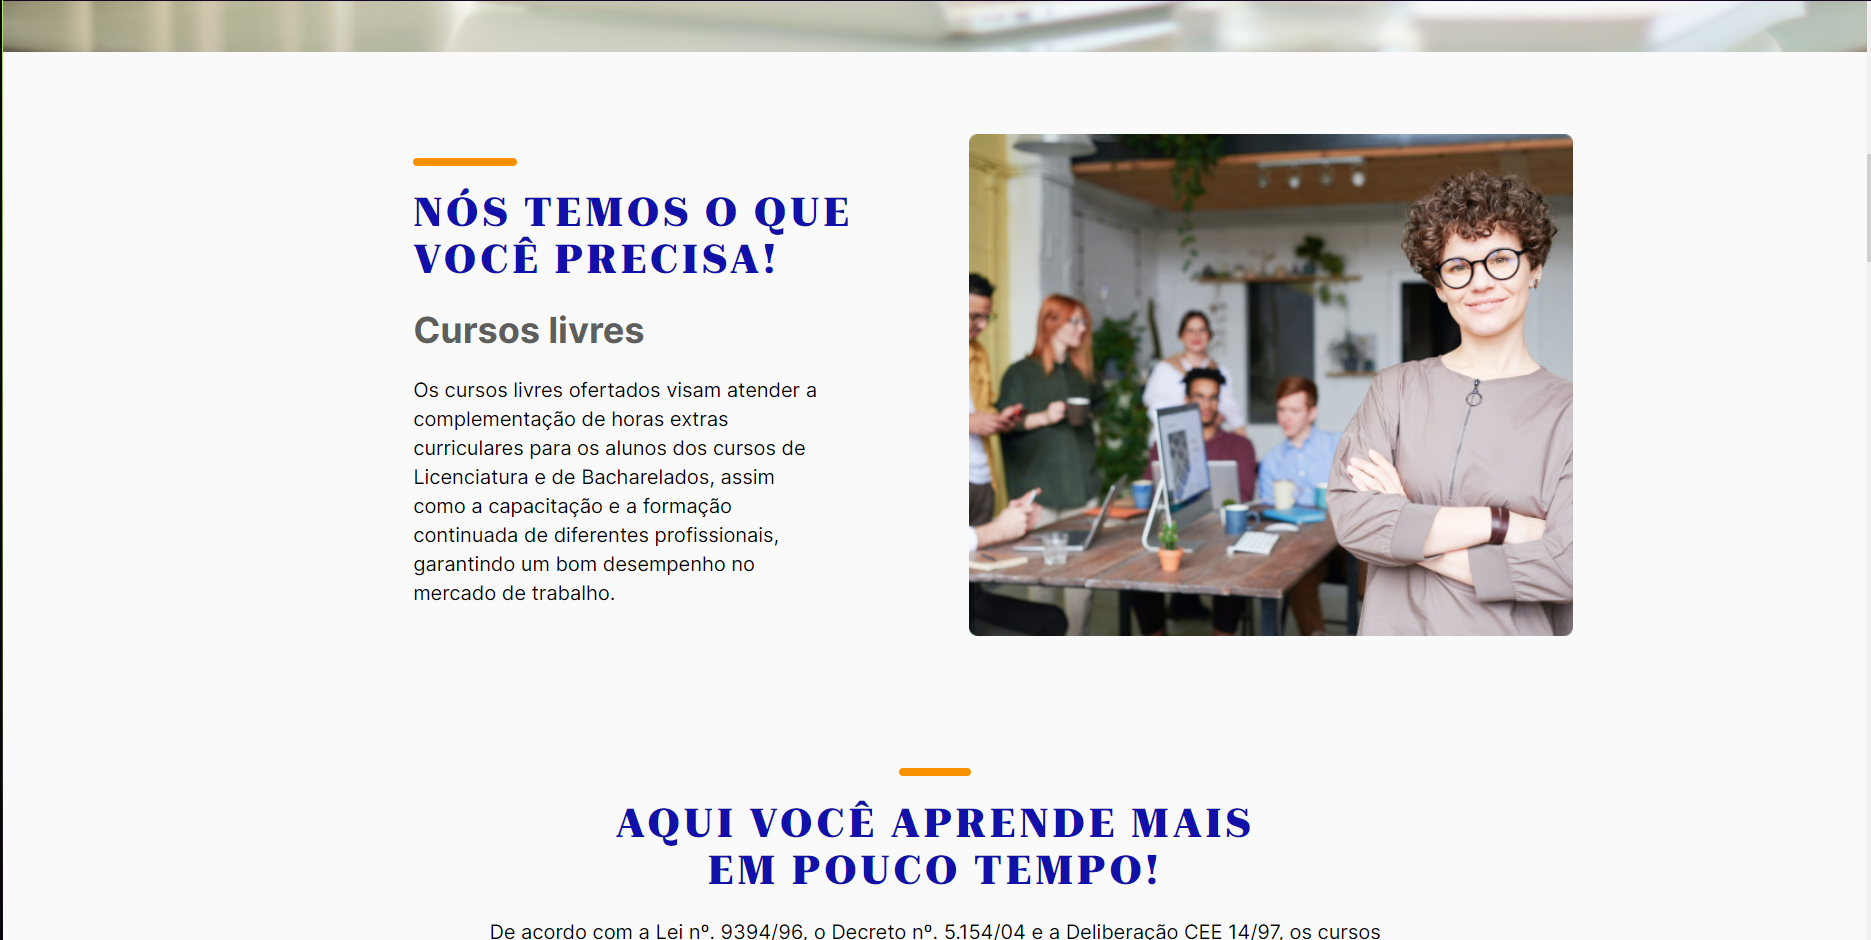 NÓS TEMOS O QUE
VOCÊ PRECISA!
Cursos livres
Os cursos livres ofertados visam atender a
complementação de horas extras
curriculares para os alunos dos cursos de
Licenciatura e de Bacharelados, assim
como a capacitação e a formação
continuada de diferentes profissionais,
garantindo um bom desempenho no
mercado de trabalho.
AQUI VOCÊ APRENDE MAIS
EM POUCO TEMPO!
De acordo com a Lei nº. 9394/96, o Decreto nº. 5.154/04 e a Deliberação CEE 14/97, os cursos